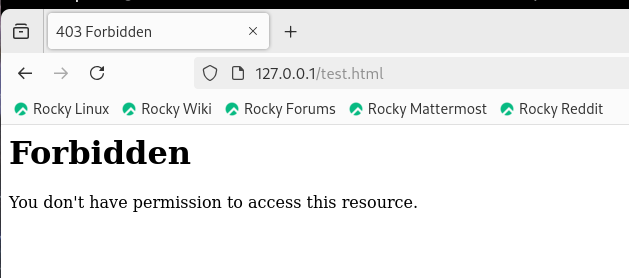 403 Forbidden
127.0.0.1/test.html
Rocky Linux Rocky Wiki Rocky Forums Rocky Mattermost Rocky Reddit
Forbidden
You don't have permission to access this resource.